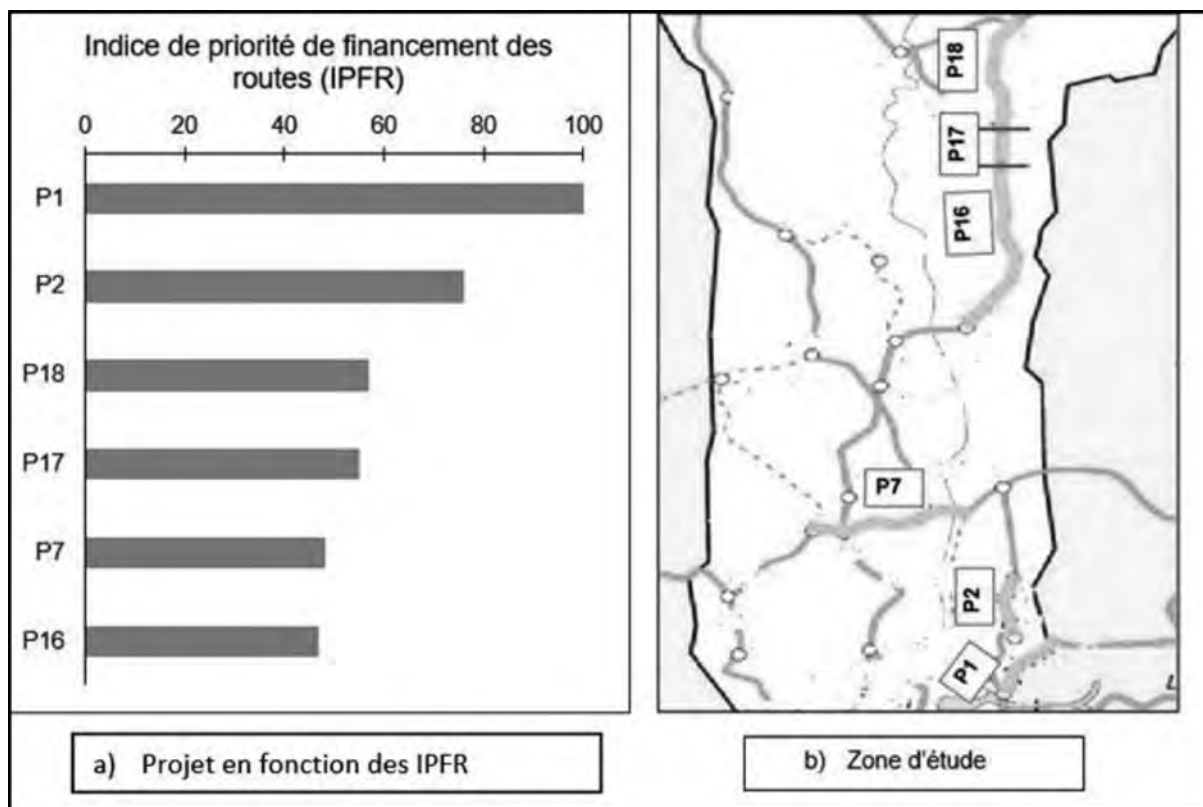 Indice de priorité de financement des
routes (IPFR)
0 20 40 60 80 100
P1
P2
P18
P17
P7
P16
a) Projet en fonction des IPFR
P18
P17
P16
P7
P2
P1
L
b) Zone d'étude